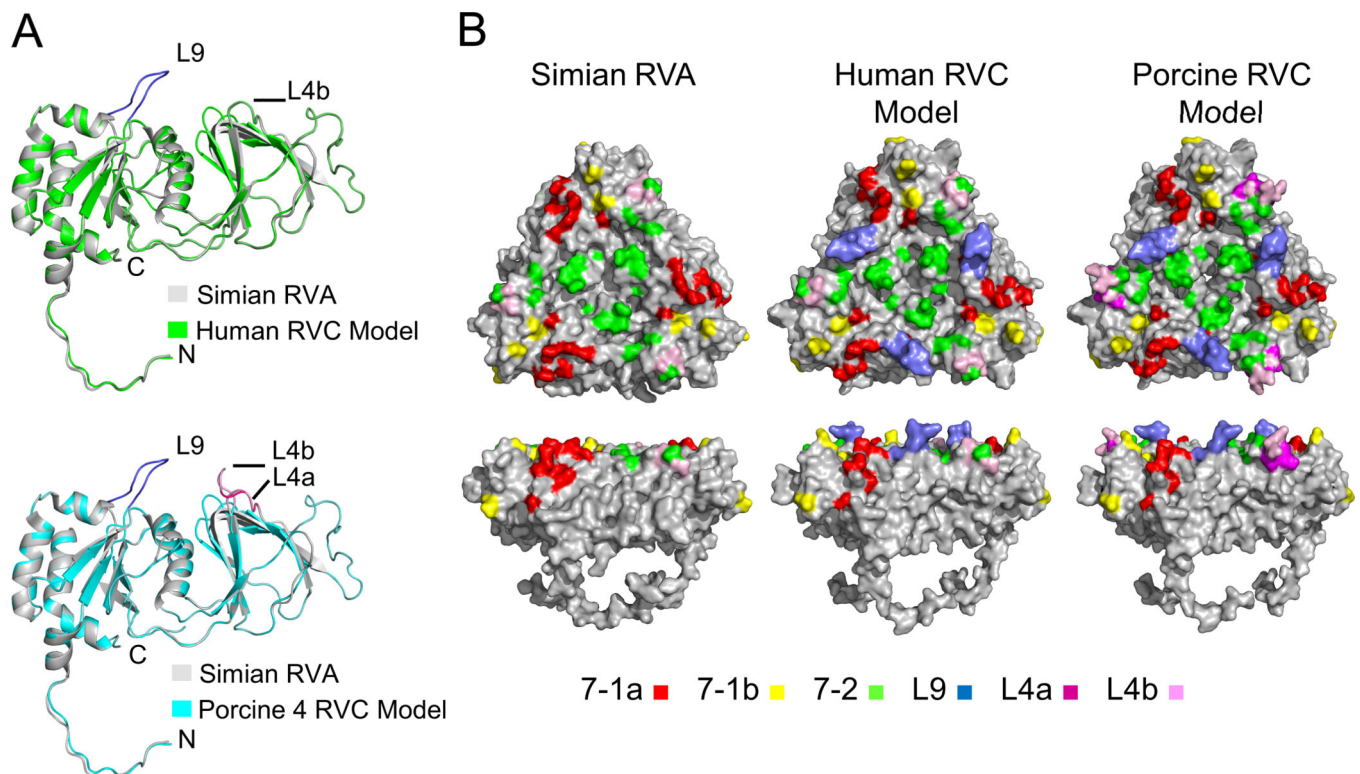 A
L9
L4b
C
Simian RVA
Human RVC Model
N
L9
L4b
L4a
C
Simian RVA
Porcine 4 RVC Model
N
B
Simian RVA
Human RVC
Model
Porcine RVC
Model
7-1a 7-1b 7-2 L9 L4a L4b